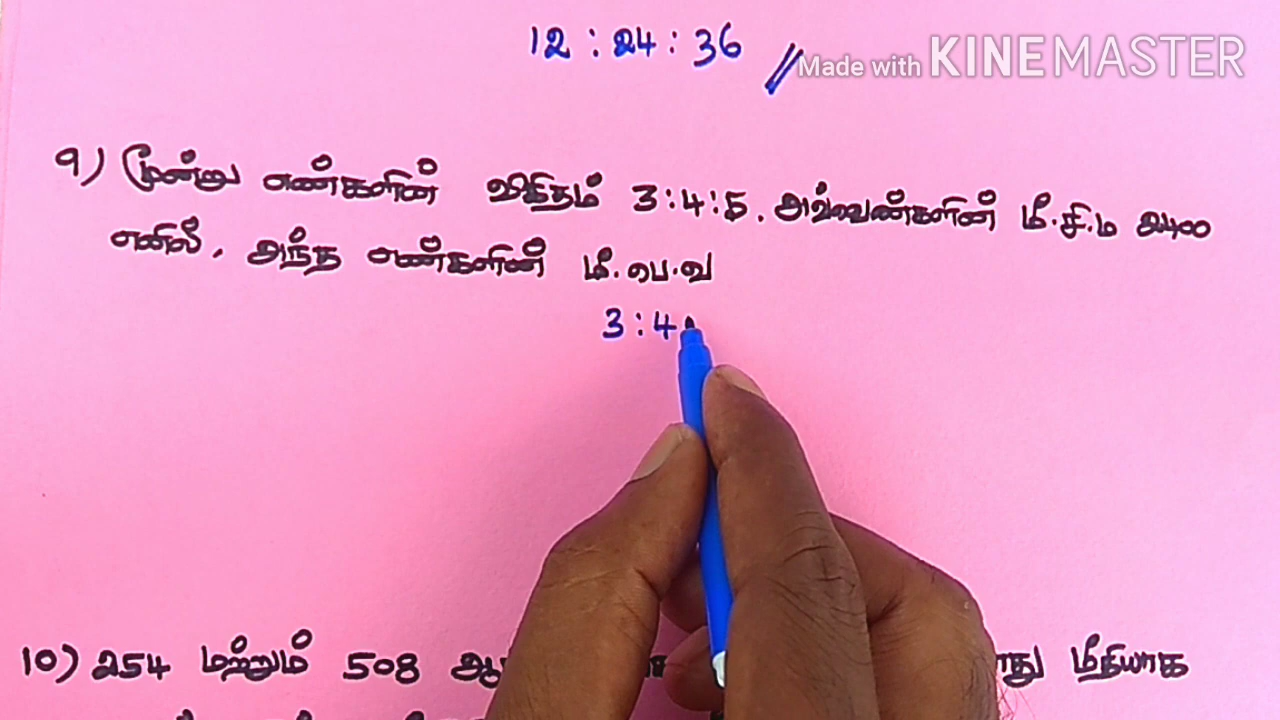 12 : 24 : 36
Made with KINEMASTER
9) மூன்று எண்களின் விகிதம் 3:4:5. அவ்வெண்களின் மீ.சி.ம 2400
எனில், அந்த எண்களின் மீ.பெ.வ
3 : 4
10) 254 மற்றும் 508 மீதியாக